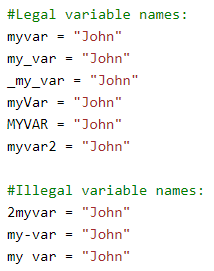 #Legal variable names:
myvar = "John"
my_var = "John"
_my_var = "John"
myVar = "John"
MYVAR = "John"
myvar2 = "John"

#Illegal variable names:
2myvar = "John"
my-var = "John"
my var = "John"